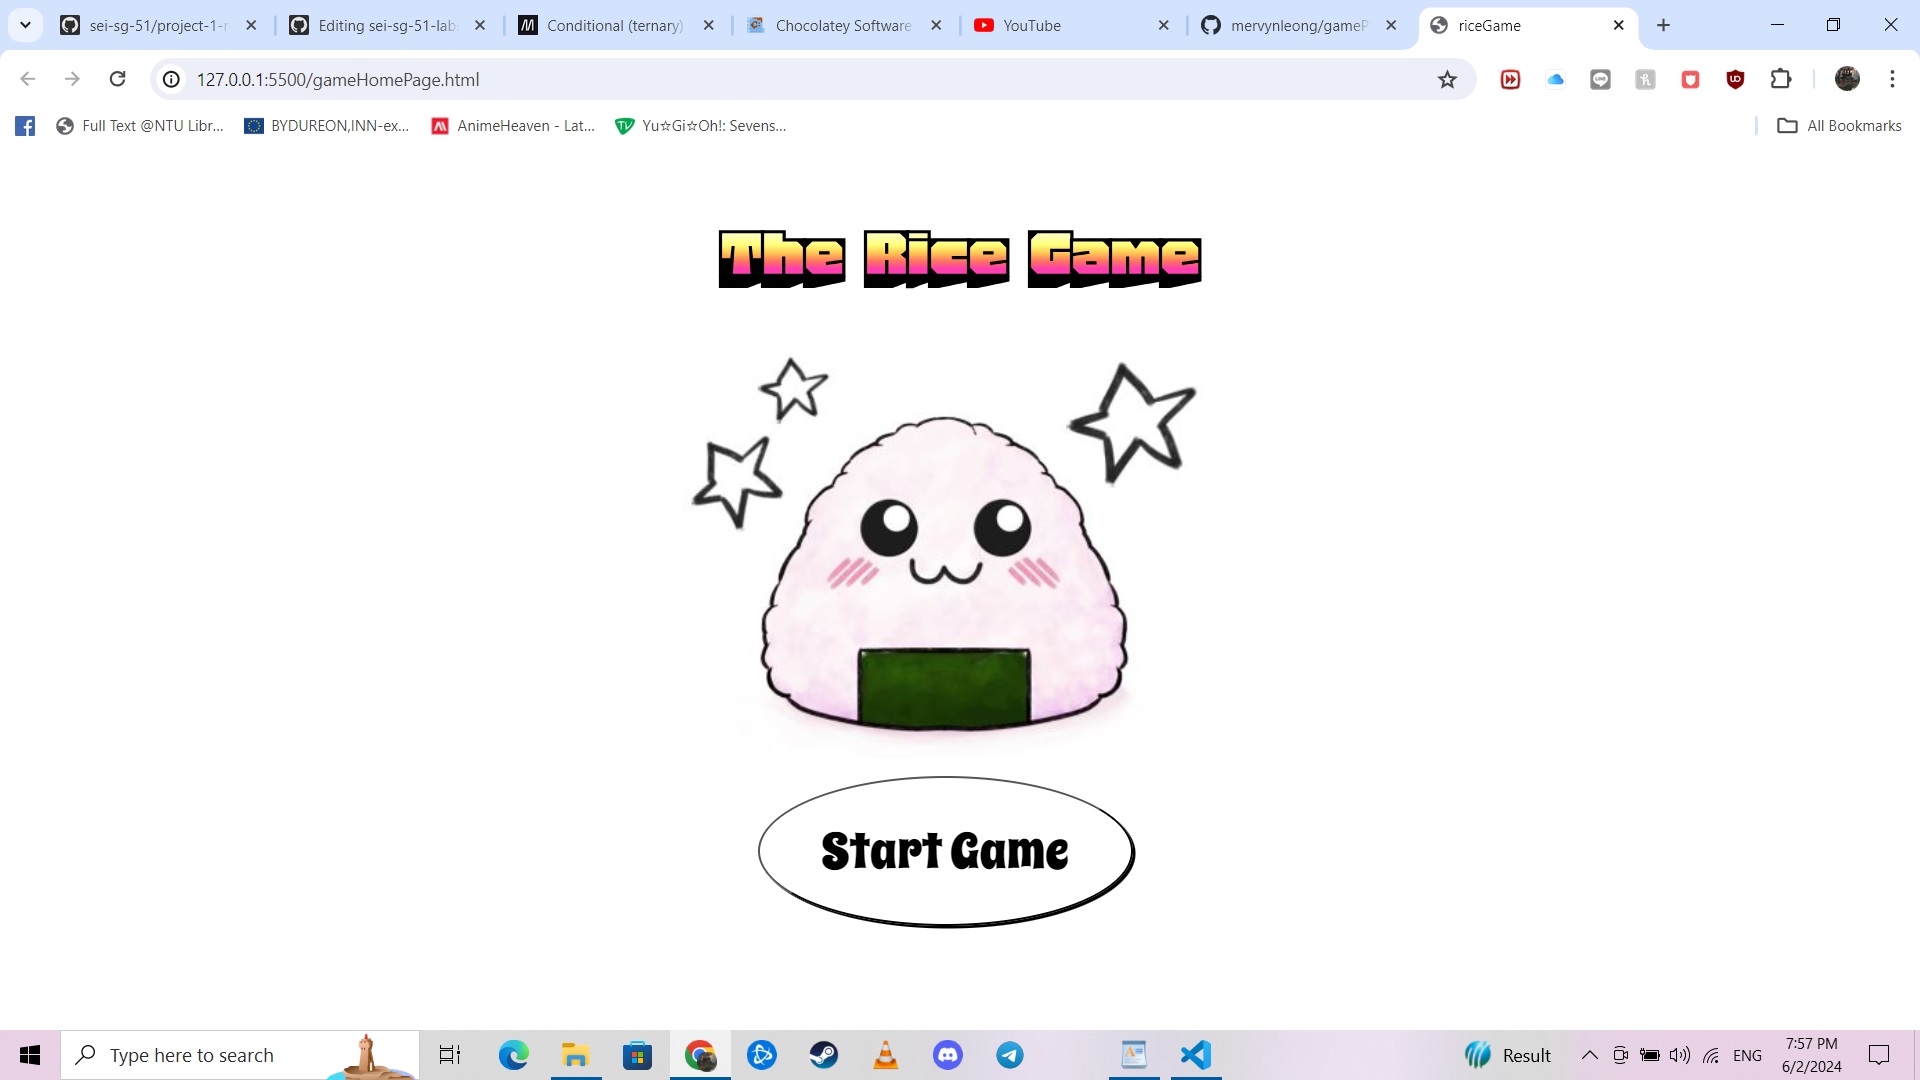 sei-sg-51/project-1-r
Editing sei-sg-51-lab
Conditional (ternary)
Chocolatey Software
YouTube
mervynleong/gameP
riceGame
127.0.0.1:5500/gameHomePage.html
Full Text @NTU Libr...
BYDUREON,INN-ex...
AnimeHeaven - Lat...
Yu☆Gi☆Oh!: Sevens...
All Bookmarks
The Rice Game
Start Game
Type here to search
Result
ENG
7:57 PM
6/2/2024